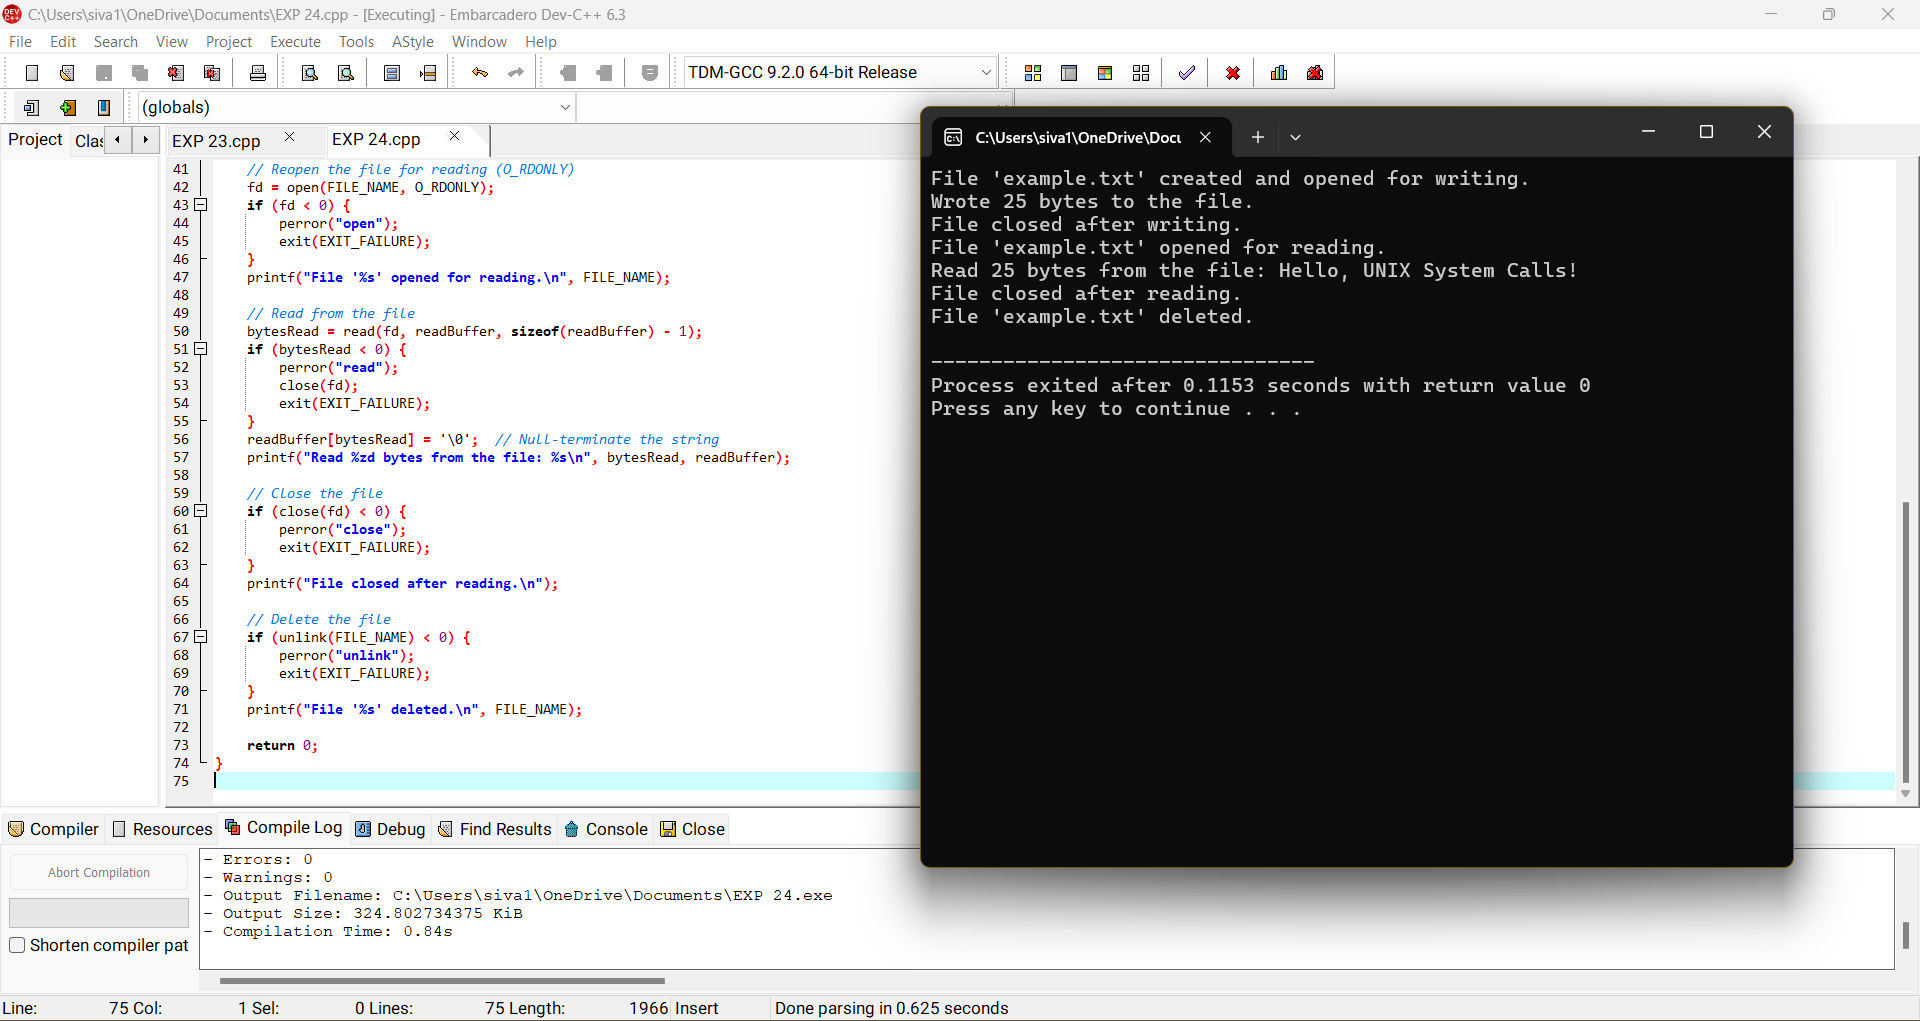 C:\Users\siva1\OneDrive\Documents\EXP 24.cpp - [Executing] - Embarcadero Dev-C++ 6.3
File Edit Search View Project Execute Tools AStyle Window Help
TDM-GCC 9.2.0 64-bit Release
(globals)
Project Clas
EXP 23.cpp EXP 24.cpp
41 // Reopen the file for reading (O_RDONLY)
42 fd = open(FILE_NAME, O_RDONLY);
43 if (fd < 0) {
44 perror("open");
45 exit(EXIT_FAILURE);
46 }
47 printf("File '%s' opened for reading.\n", FILE_NAME);
48
49 // Read from the file
50 bytesRead = read(fd, readBuffer, sizeof(readBuffer) - 1);
51 if (bytesRead < 0) {
52 perror("read");
53 close(fd);
54 exit(EXIT_FAILURE);
55 }
56 readBuffer[bytesRead] = '\0'; // Null-terminate the string
57 printf("Read %zd bytes from the file: %s\n", bytesRead, readBuffer);
58
59 // Close the file
60 if (close(fd) < 0) {
61 perror("close");
62 exit(EXIT_FAILURE);
63 }
64 printf("File closed after reading.\n");
65
66 // Delete the file
67 if (unlink(FILE_NAME) < 0) {
68 perror("unlink");
69 exit(EXIT_FAILURE);
70 }
71 printf("File '%s' deleted.\n", FILE_NAME);
72
73 return 0;
74 }
75
C:\Users\siva1\OneDrive\Docu
File 'example.txt' created and opened for writing.
Wrote 25 bytes to the file.
File closed after writing.
File 'example.txt' opened for reading.
Read 25 bytes from the file: Hello, UNIX System Calls!
File closed after reading.
File 'example.txt' deleted.
--------------------------------
Process exited after 0.1153 seconds with return value 0
Press any key to continue . . .
Compiler Resources Compile Log Debug Find Results Console Close
Abort Compilation
Shorten compiler pat
- Errors: 0
- Warnings: 0
- Output Filename: C:\Users\siva1\OneDrive\Documents\EXP 24.exe
- Output Size: 324.802734375 KiB
- Compilation Time: 0.84s
Line: 75 Col: 1 Sel: 0 Lines: 75 Length: 1966 Insert Done parsing in 0.625 seconds